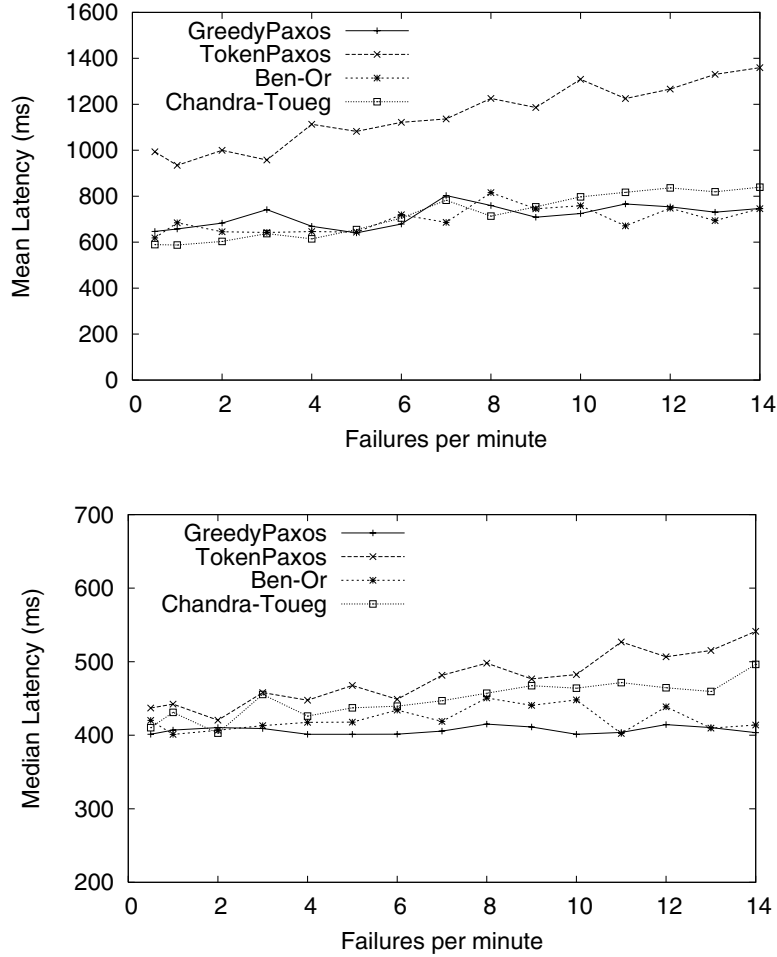 1600
1400
1200
1000
800
600
400
200
0
Mean Latency (ms)
GreedyPaxos
TokenPaxos
Ben-Or
Chandra-Toueg
2 4 6 8 10 12 14
Failures per minute
700
600
500
400
300
200
Median Latency (ms)
GreedyPaxos
TokenPaxos
Ben-Or
Chandra-Toueg
0 2 4 6 8 10 12 14
Failures per minute